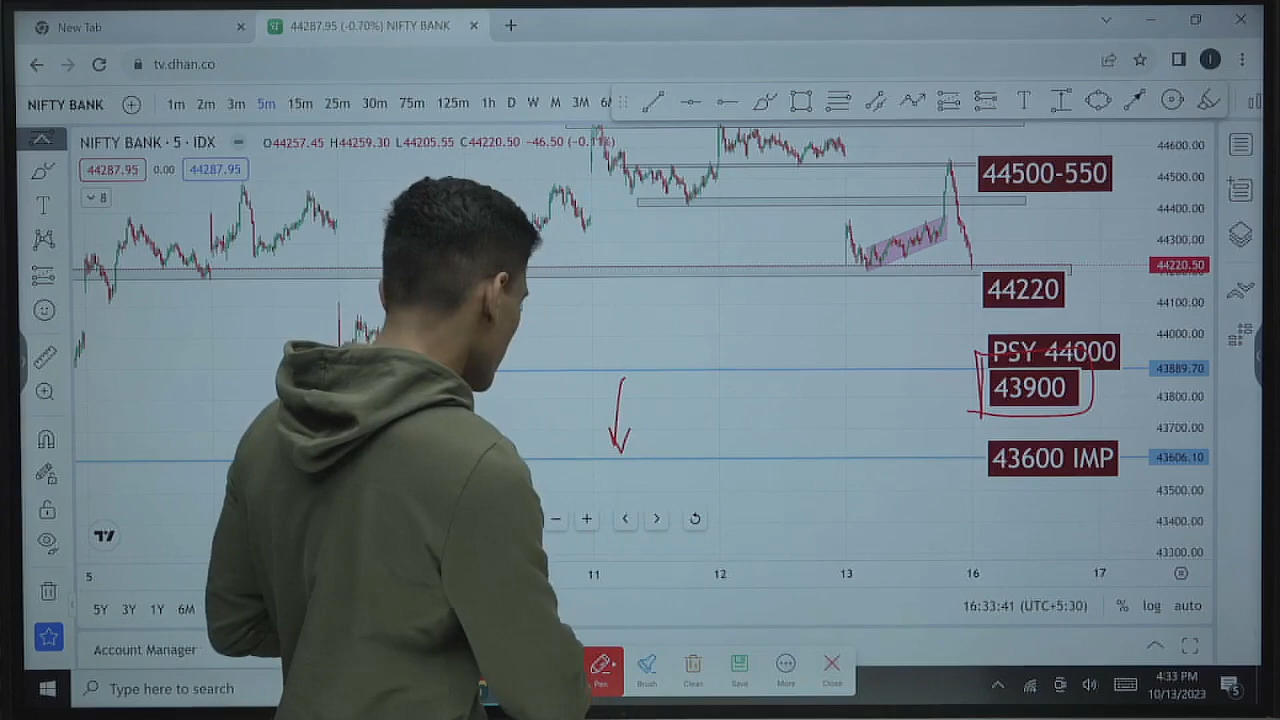 New Tab
44287.95 (-0.70%) NIFTY BANK
tv.dhan.co
NIFTY BANK 1m 2m 3m 5m 15m 25m 30m 75m 125m 1h D W M 3M
NIFTY BANK · 5 · IDX O44257.45 H44259.30 L44205.55 C44220.50 −46.50
44287.95 0.00 44287.95
8
44500-550
44220
PSY 44000
43900
43600 IMP
44600.00
44500.00
44400.00
44300.00
44220.50
44100.00
44000.00
43889.70
43800.00
43700.00
43606.10
43500.00
43400.00
43300.00
5 11 12 13 16 17
5Y 3Y 1Y 6M
16:33:41 (UTC+5:30) % log auto
Account Manager
Pen Brush Clean Save More Close
Type here to search
4:33 PM
10/13/2023
5